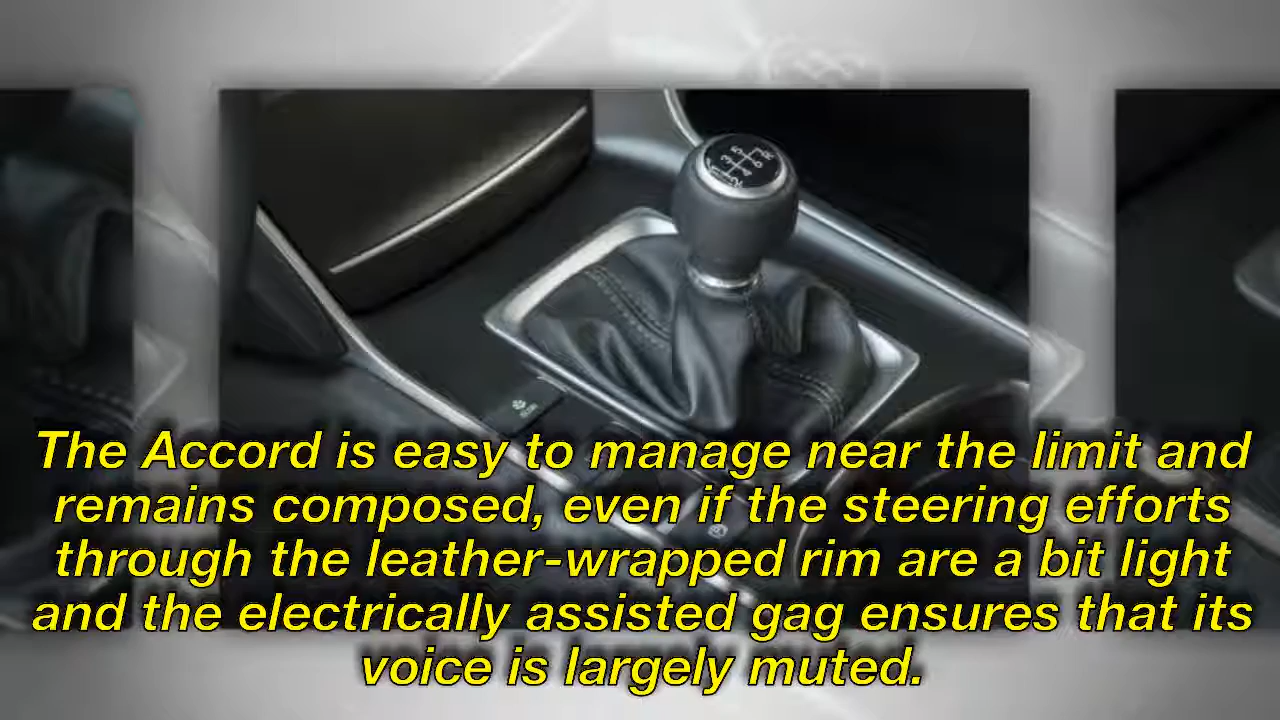 The Accord is easy to manage near the limit and
remains composed, even if the steering efforts
through the leather-wrapped rim are a bit light
and the electrically assisted gag ensures that its
voice is largely muted.